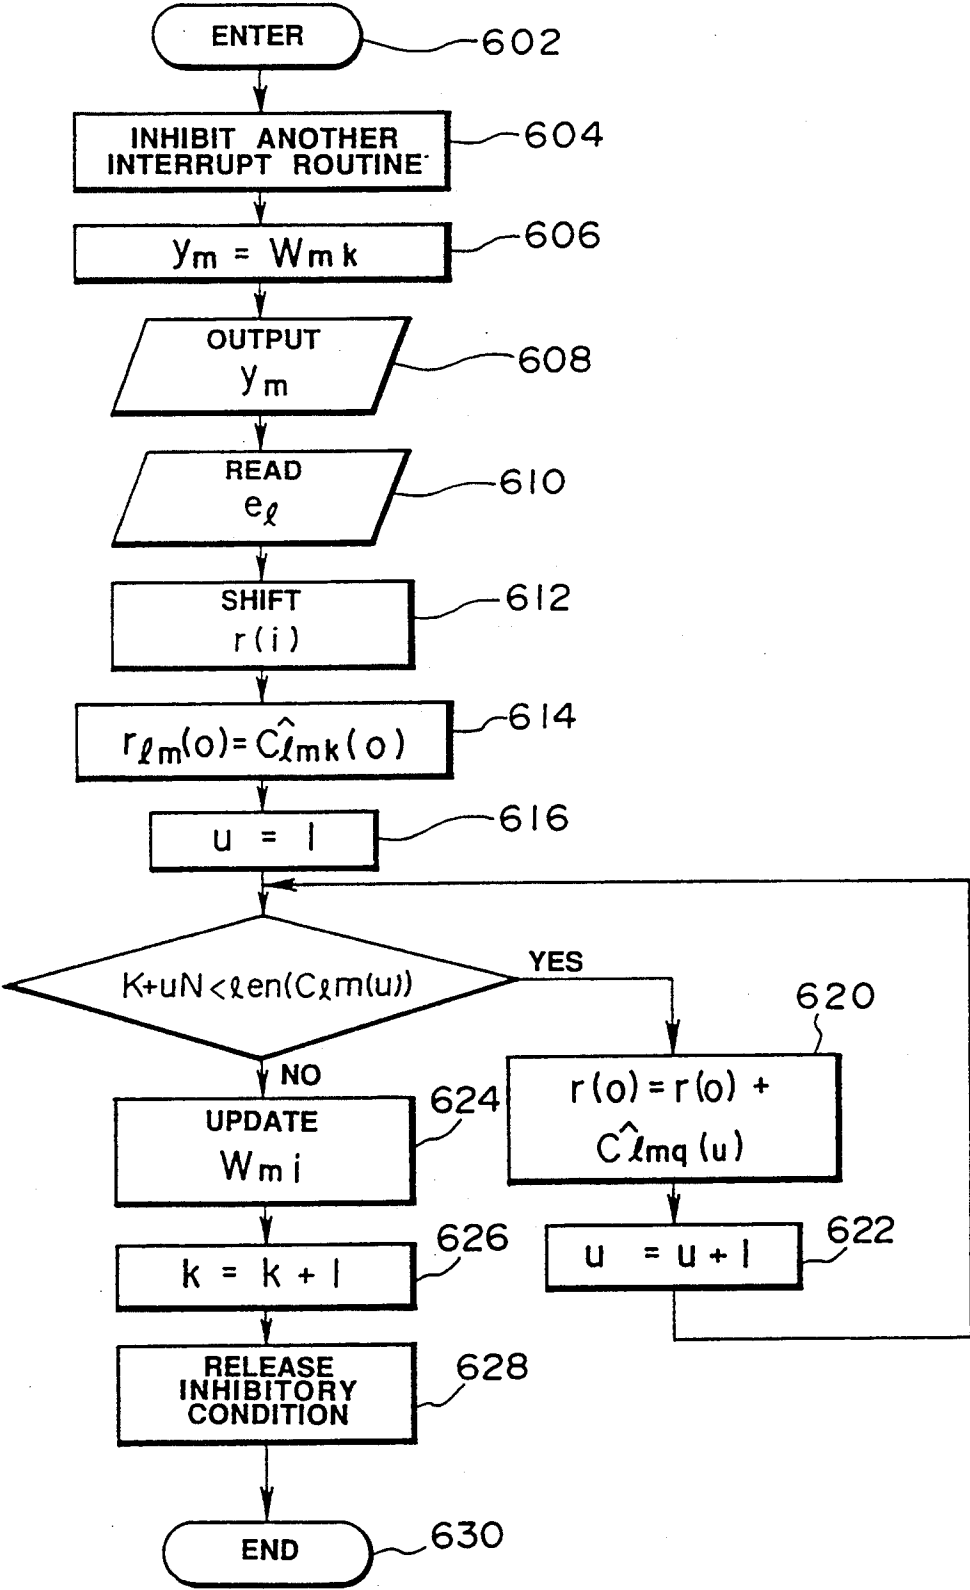 ENTER
602
INHIBIT ANOTHER
INTERRUPT ROUTINE
604
ym = Wmk
606
OUTPUT
ym
608
READ
eℓ
610
SHIFT
r(i)
612
rℓm(o)=Ĉℓmk(o)
614
u = 1
616
K+uN<ℓen(Cℓm(u))
YES
NO
620
r(o)=r(o)+
Ĉℓmq(u)
u = u+1
622
UPDATE
Wmi
624
k = k+1
626
RELEASE
INHIBITORY
CONDITION
628
END
630